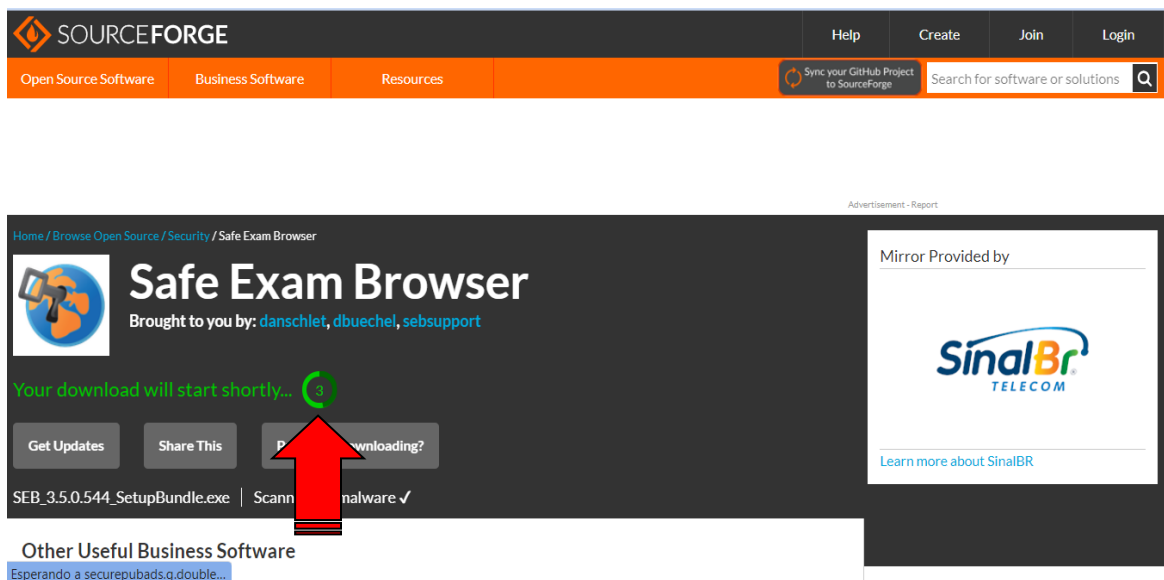 SOURCEFORGE
Help Create Join Login
Open Source Software Business Software Resources
Sync your GitHub Project
to SourceForge
Search for software or solutions
Advertisement - Report
Home / Browse Open Source / Security / Safe Exam Browser
Safe Exam Browser
Brought to you by: danschlet, dbuechel, sebsupport
Mirror Provided by
SinalBr
TELECOM
Learn more about SinalBR
Your download will start shortly... 3
Get Updates Share This downloading?
SEB_3.5.0.544_SetupBundle.exe malware ✓
Other Useful Business Software
Esperando a securepubads.g.double...